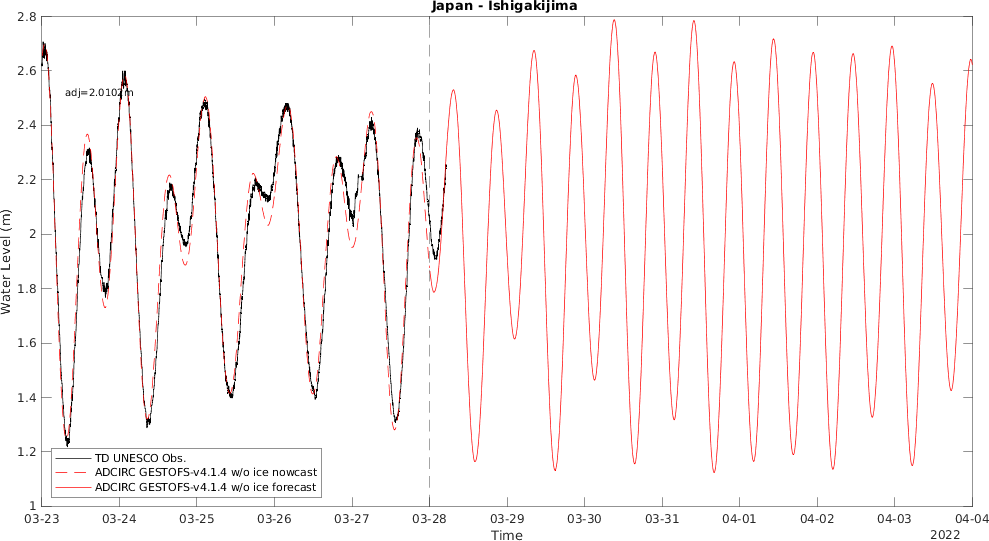 Japan - Ishigakijima
2.8
2.6
adj=2.0102 m
2.4
2.2
2
1.8
1.6
1.4
1.2
1
Water Level (m)
TD UNESCO Obs.
ADCIRC GESTOFS-v4.1.4 w/o ice nowcast
ADCIRC GESTOFS-v4.1.4 w/o ice forecast
03-23 03-24 03-25 03-26 03-27 03-28 03-29 03-30 03-31 04-01 04-02 04-03 04-04
Time
2022